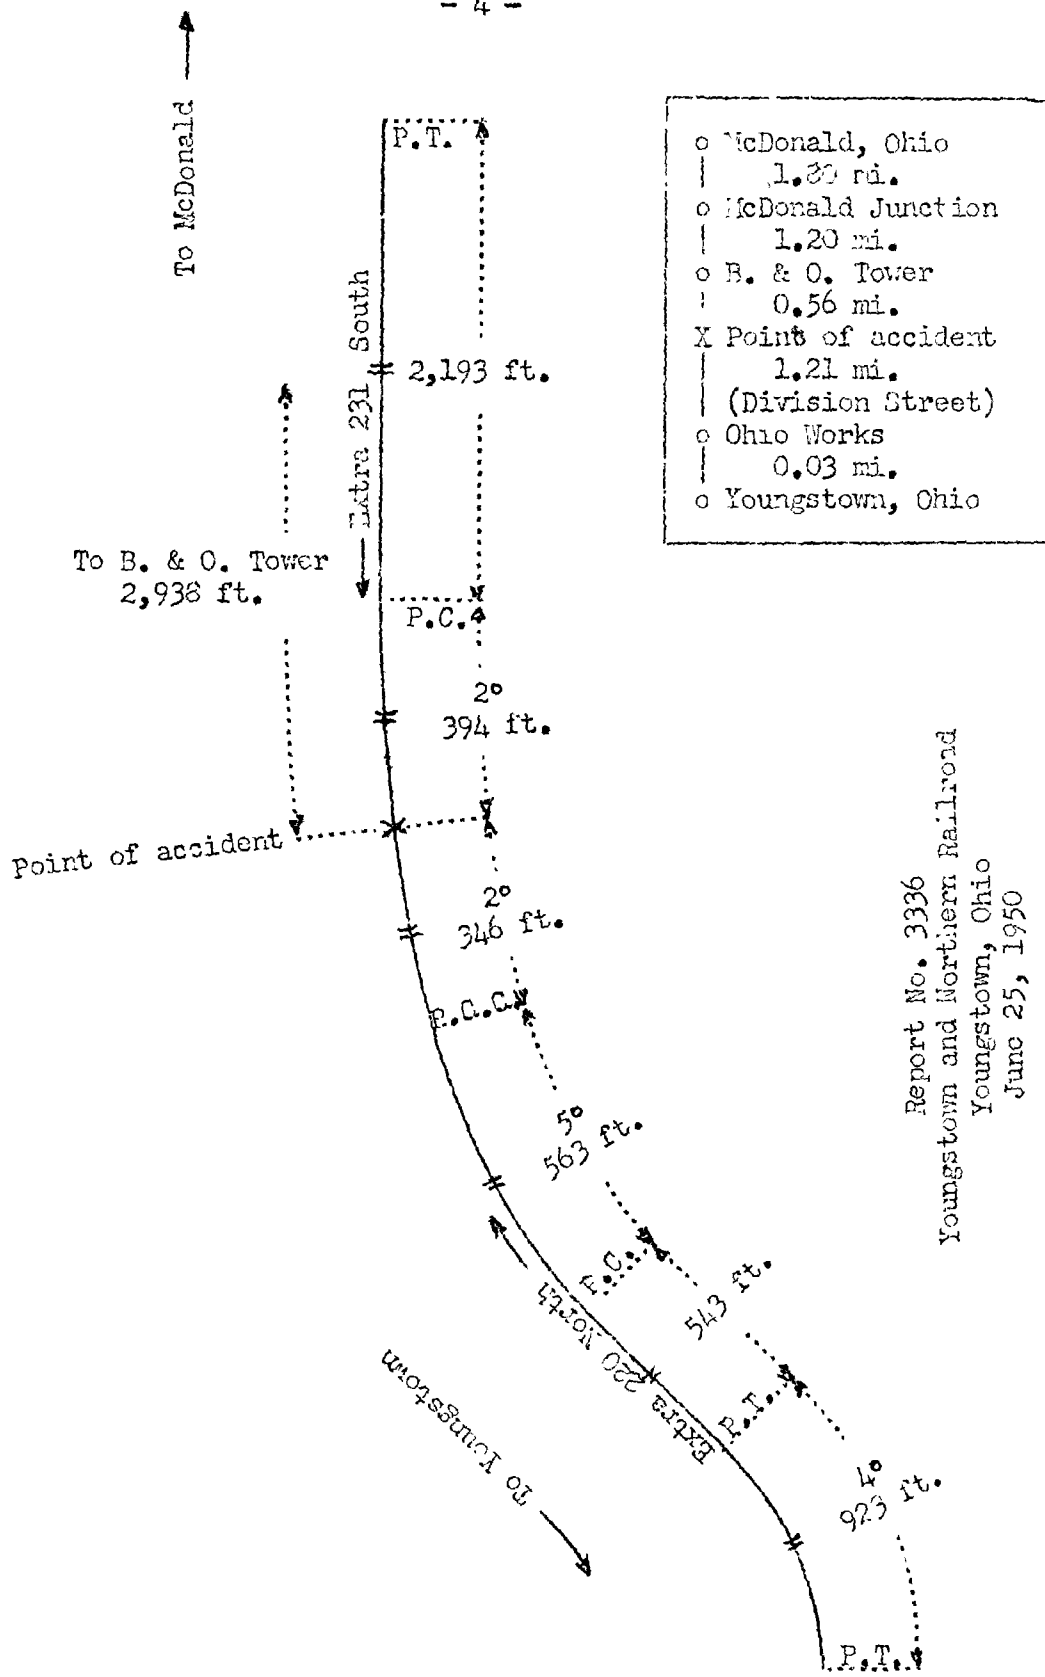 - 4 -
To McDonald
P.T.
McDonald, Ohio
mi.
McDonald Junction
1.20 mi.
B. & O. Tower
0.56 mi.
X Point of accident
1.21 mi.
(Division Street)
Ohio Works
0.03 mi.
Youngstown, Ohio
Extra 231 South
2,193 ft.
To B. & O. Tower
2,938 ft.
P.C.
2°
394 ft.
Point of accident
2°
346 ft.
P.C.C.
5°
563 ft.
P.C.
543 ft.
Extra 220 North
P.T.
To Youngstown
4°
923 ft.
P.T.
Report No. 3336
Youngstown and Northern Railroad
Youngstown, Ohio
June 25, 1950